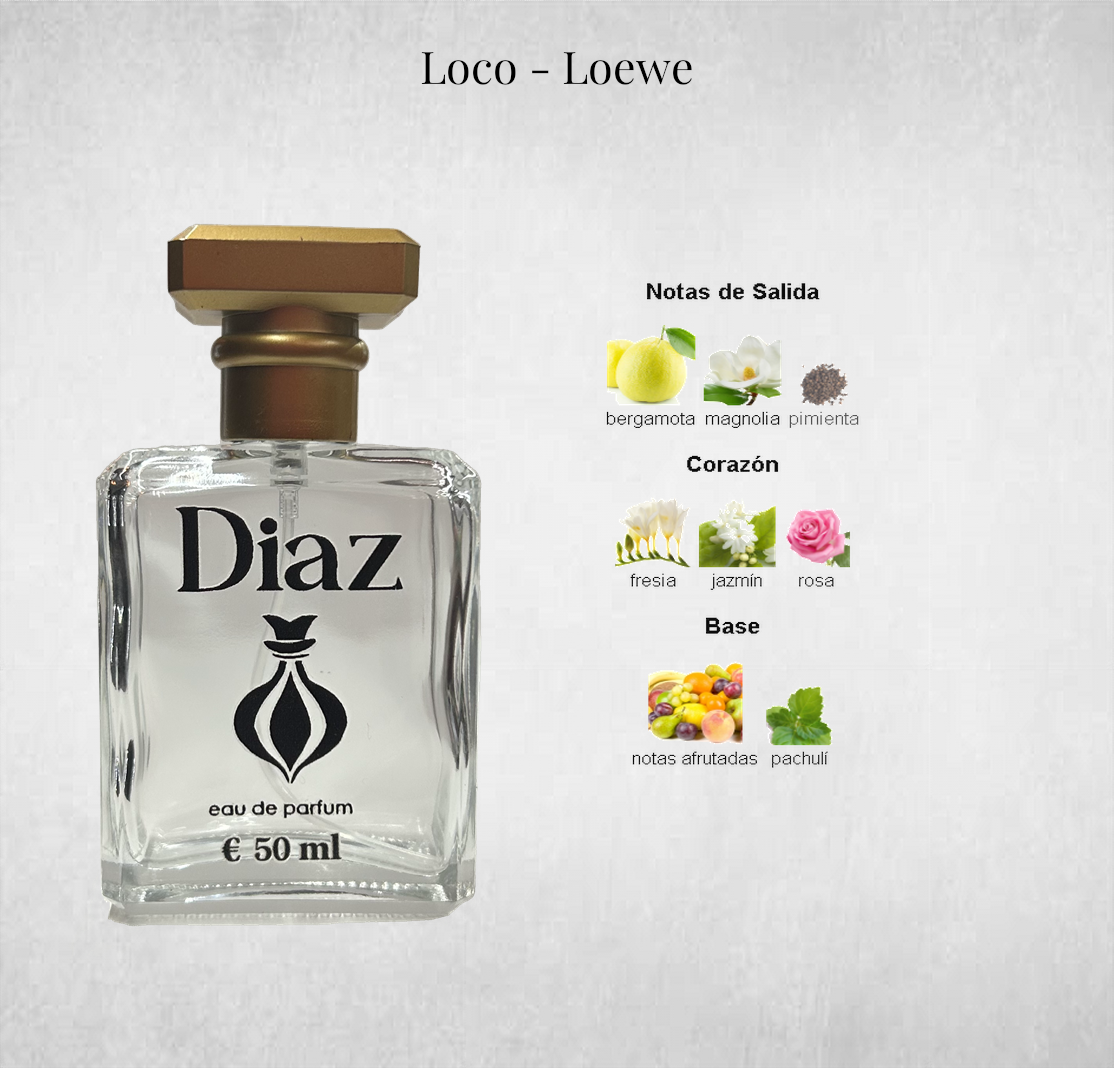 Loco - Loewe
Diaz
eau de parfum
€ 50 ml
Notas de Salida
bergamota magnolia pimienta
Corazón
fresia jazmín rosa
Base
notas afrutadas pachulí